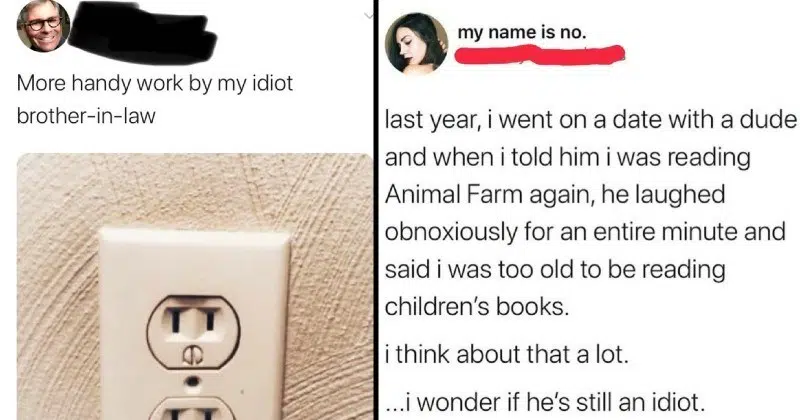 More handy work by my idiot
brother-in-law
my name is no.
last year, i went on a date with a dude
and when i told him i was reading
Animal Farm again, he laughed
obnoxiously for an entire minute and
said i was too old to be reading
children's books.
i think about that a lot.
...i wonder if he's still an idiot.